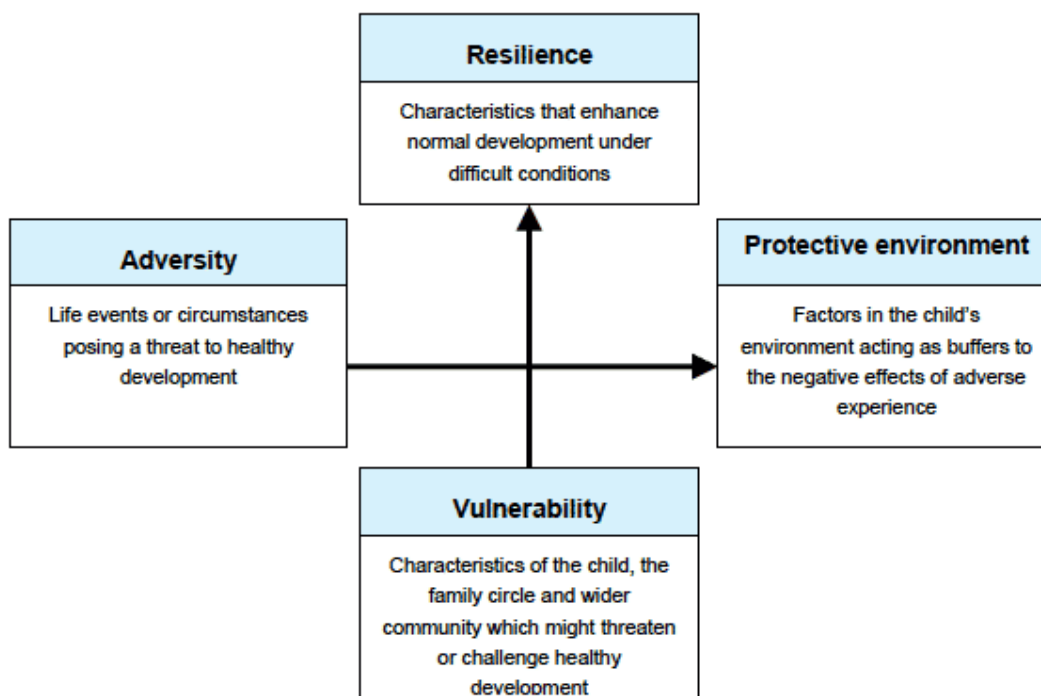 Resilience
Characteristics that enhance
normal development under
difficult conditions
Adversity
Life events or circumstances
posing a threat to healthy
development
Protective environment
Factors in the child's
environment acting as buffers to
the negative effects of adverse
experience
Vulnerability
Characteristics of the child, the
family circle and wider
community which might threaten
or challenge healthy
development